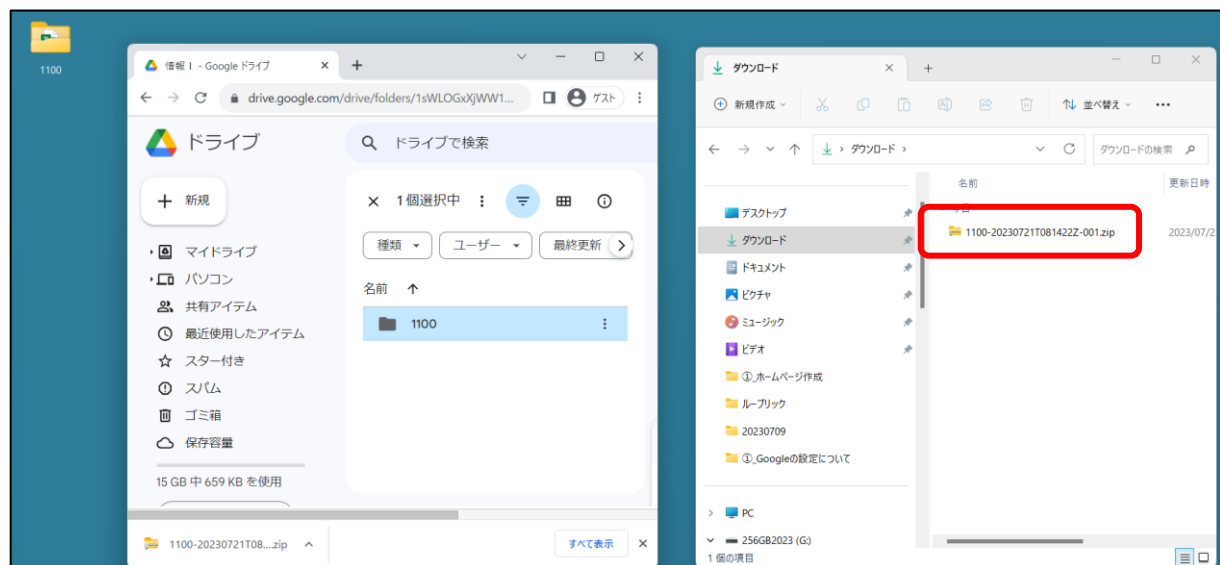 1100
情報Ⅰ - Google ドライブ
drive.google.com/drive/folders/1sWLOGxXjWW1...
ゲスト
ドライブ
ドライブで検索
新規
1 個選択中
種類
ユーザー
最終更新
マイドライブ
パソコン
共有アイテム
最近使用したアイテム
スター付き
スパム
ゴミ箱
保存容量
15 GB 中 659 KB を使用
名前
1100
1100-20230721T08....zip
すべて表示
ダウンロード
新規作成
並べ替え
ダウンロード
ダウンロードの検索
デスクトップ
ダウンロード
ドキュメント
ピクチャ
ミュージック
ビデオ
①_ホームページ作成
ルーブリック
20230709
①_Googleの設定について
PC
256GB2023 (G:)
1 個の項目
名前
更新日時
1100-20230721T081422Z-001.zip
2023/07/2